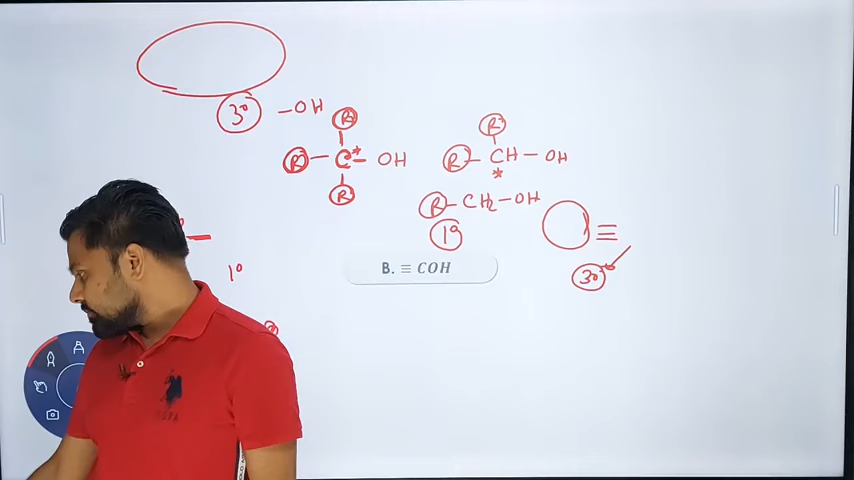 3° -OH
R R
R - C* - OH R - CH - OH
*
R R - CH2 - OH
1° ≡
1° B. ≡ COH 3°